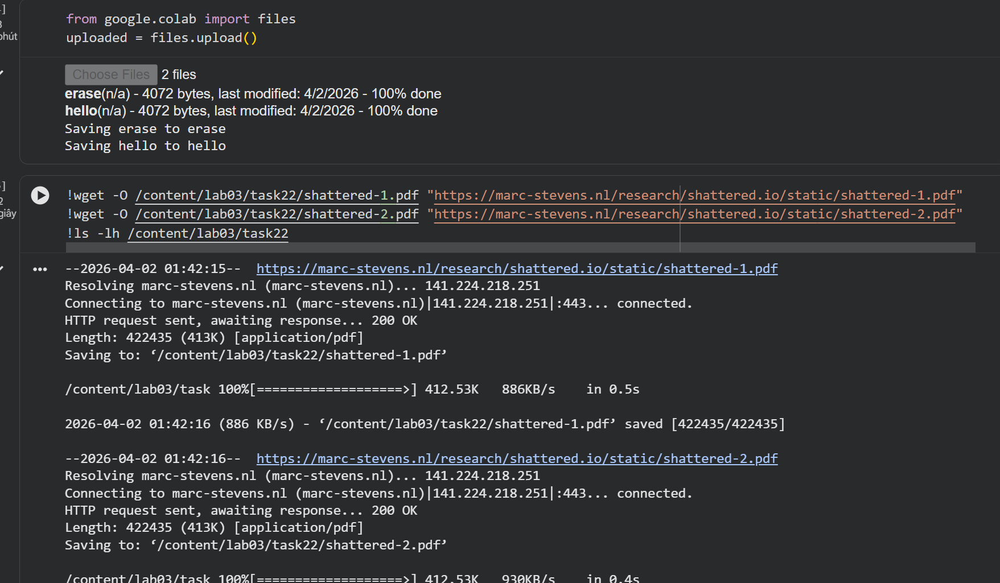 ]
phút
from google.colab import files
uploaded = files.upload()
Choose Files 2 files
erase(n/a) - 4072 bytes, last modified: 4/2/2026 - 100% done
hello(n/a) - 4072 bytes, last modified: 4/2/2026 - 100% done
Saving erase to erase
Saving hello to hello
]
2
giây
!wget -O /content/lab03/task22/shattered-1.pdf "https://marc-stevens.nl/research/shattered.io/static/shattered-1.pdf"
!wget -O /content/lab03/task22/shattered-2.pdf "https://marc-stevens.nl/research/shattered.io/static/shattered-2.pdf"
!ls -lh /content/lab03/task22
--2026-04-02 01:42:15--  https://marc-stevens.nl/research/shattered.io/static/shattered-1.pdf
Resolving marc-stevens.nl (marc-stevens.nl)... 141.224.218.251
Connecting to marc-stevens.nl (marc-stevens.nl)|141.224.218.251|:443... connected.
HTTP request sent, awaiting response... 200 OK
Length: 422435 (413K) [application/pdf]
Saving to: ‘/content/lab03/task22/shattered-1.pdf’
/content/lab03/task 100%[===================>] 412.53K   886KB/s    in 0.5s
2026-04-02 01:42:16 (886 KB/s) - ‘/content/lab03/task22/shattered-1.pdf’ saved [422435/422435]
--2026-04-02 01:42:16--  https://marc-stevens.nl/research/shattered.io/static/shattered-2.pdf
Resolving marc-stevens.nl (marc-stevens.nl)... 141.224.218.251
Connecting to marc-stevens.nl (marc-stevens.nl)|141.224.218.251|:443... connected.
HTTP request sent, awaiting response... 200 OK
Length: 422435 (413K) [application/pdf]
Saving to: ‘/content/lab03/task22/shattered-2.pdf’
/content/lab03/task 100%[===================>] 412.53K   930KB/s    in 0.4s